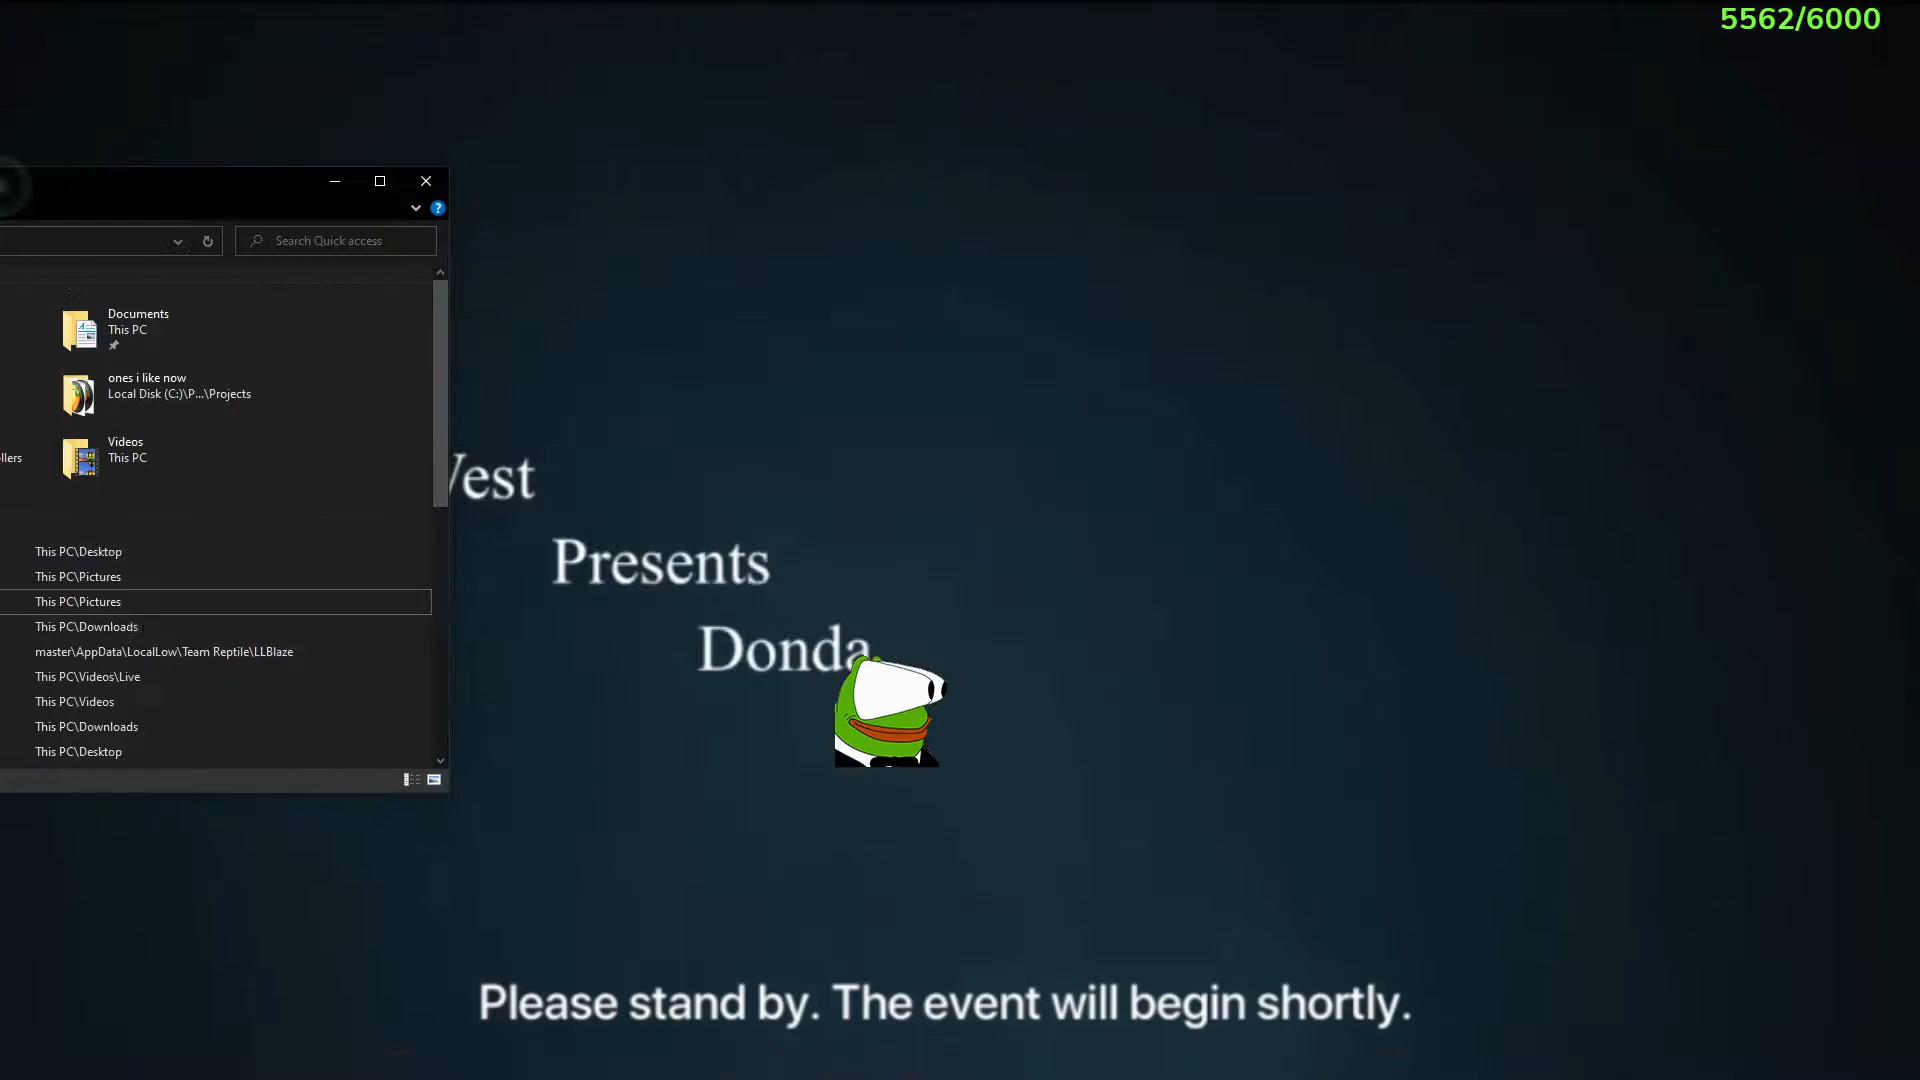 5562/6000
?
Search Quick access
Documents
This PC
ones i like now
Local Disk (C:)\P...\Projects
Videos
This PC
llers
est
Presents
Donda
This PC\Desktop
This PC\Pictures
This PC\Pictures
This PC\Downloads
master\AppData\LocalLow\Team Reptile\LLBlaze
This PC\Videos\Live
This PC\Videos
This PC\Downloads
This PC\Desktop
Please stand by. The event will begin shortly.